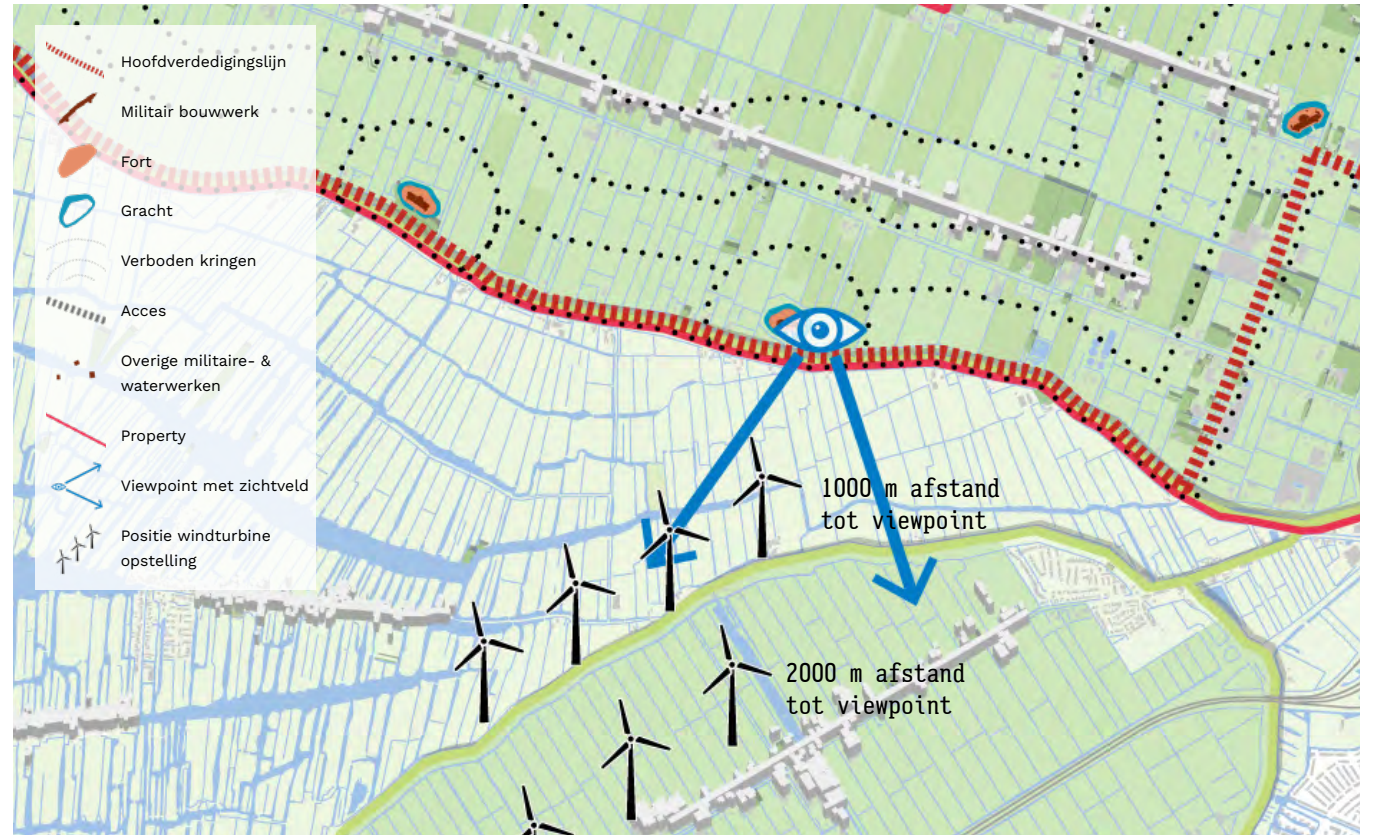 Hoofdverdedigingslijn
Militair bouwwerk
Fort
Gracht
Verboden kringen
Acces
Overige militaire- &
waterwerken
Property
Viewpoint met zichtveld
Positie windturbine
opstelling
1000 m afstand
tot viewpoint
2000 m afstand
tot viewpoint